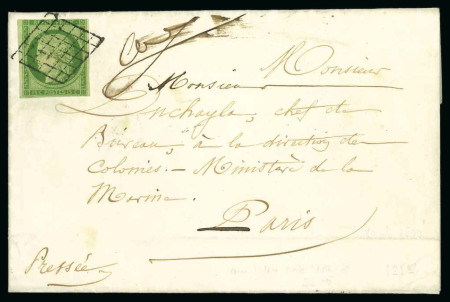 Monsieur
Monsieur
Duchayla, chef de
Bureau, à la direction des
Colonies. — Ministère de la
Marine.
Paris
Pressée